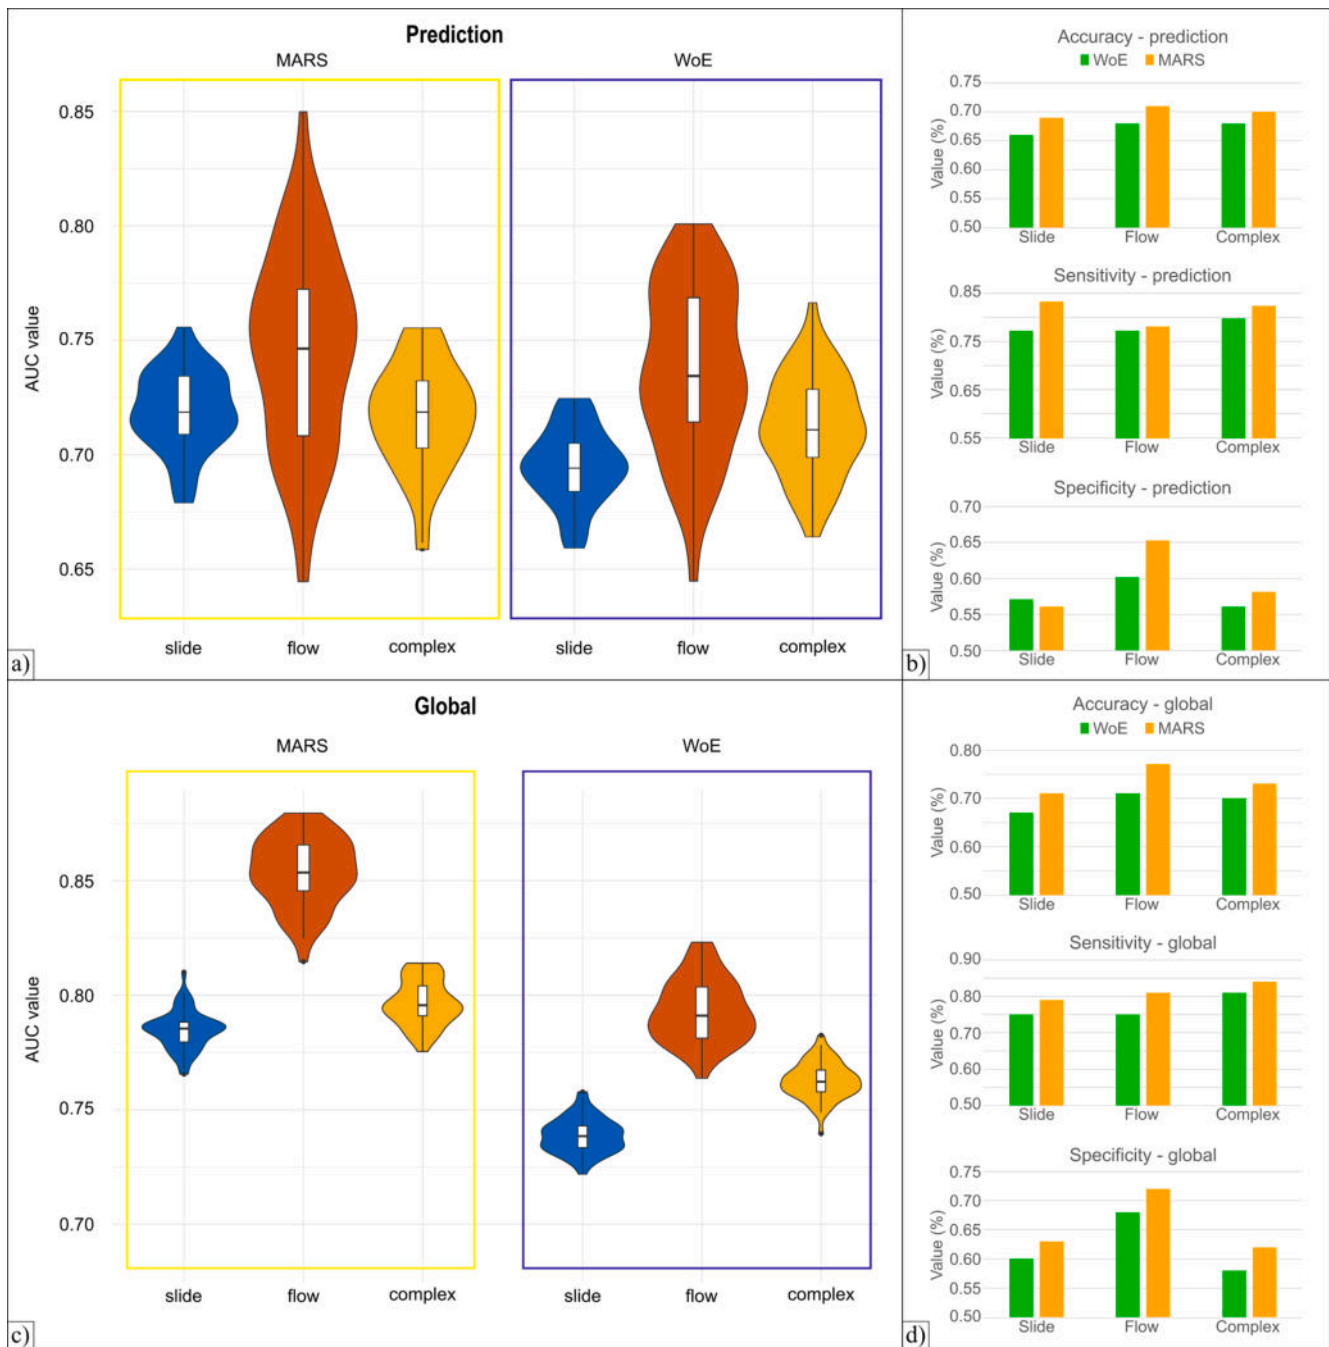 Prediction
MARS
WoE
AUC value
0.85
0.80
0.75
0.70
0.65
slide
flow
complex
slide
flow
complex
a)
Accuracy - prediction
WoE
MARS
Value (%)
0.75
0.70
0.65
0.60
0.55
0.50
Slide
Flow
Complex
Sensitivity - prediction
Value (%)
0.85
0.75
0.65
0.55
Specificity - prediction
Value (%)
0.70
0.65
0.60
0.55
0.50
Slide
Flow
Complex
b)
Global
MARS
WoE
AUC value
0.85
0.80
0.75
0.70
slide
flow
complex
slide
flow
complex
c)
Accuracy - global
WoE
MARS
Value (%)
0.80
0.70
0.60
0.50
Slide
Flow
Complex
Sensitivity - global
Value (%)
0.90
0.80
0.70
0.60
0.50
Slide
Flow
Complex
Specificity - global
Value (%)
0.75
0.70
0.65
0.60
0.55
0.50
Slide
Flow
Complex
d)